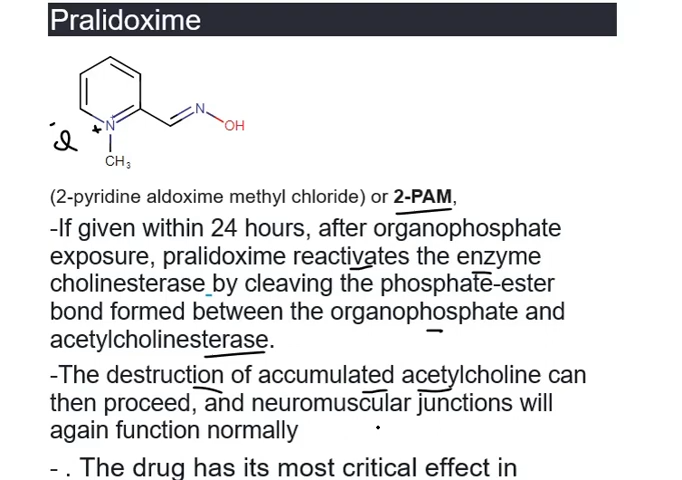 Pralidoxime
N
OH
+
N
CH₃
(2-pyridine aldoxime methyl chloride) or 2-PAM,
-If given within 24 hours, after organophosphate
exposure, pralidoxime reactivates the enzyme
cholinesterase by cleaving the phosphate-ester
bond formed between the organophosphate and
acetylcholinesterase.
-The destruction of accumulated acetylcholine can
then proceed, and neuromuscular junctions will
again function normally
- . The drug has its most critical effect in